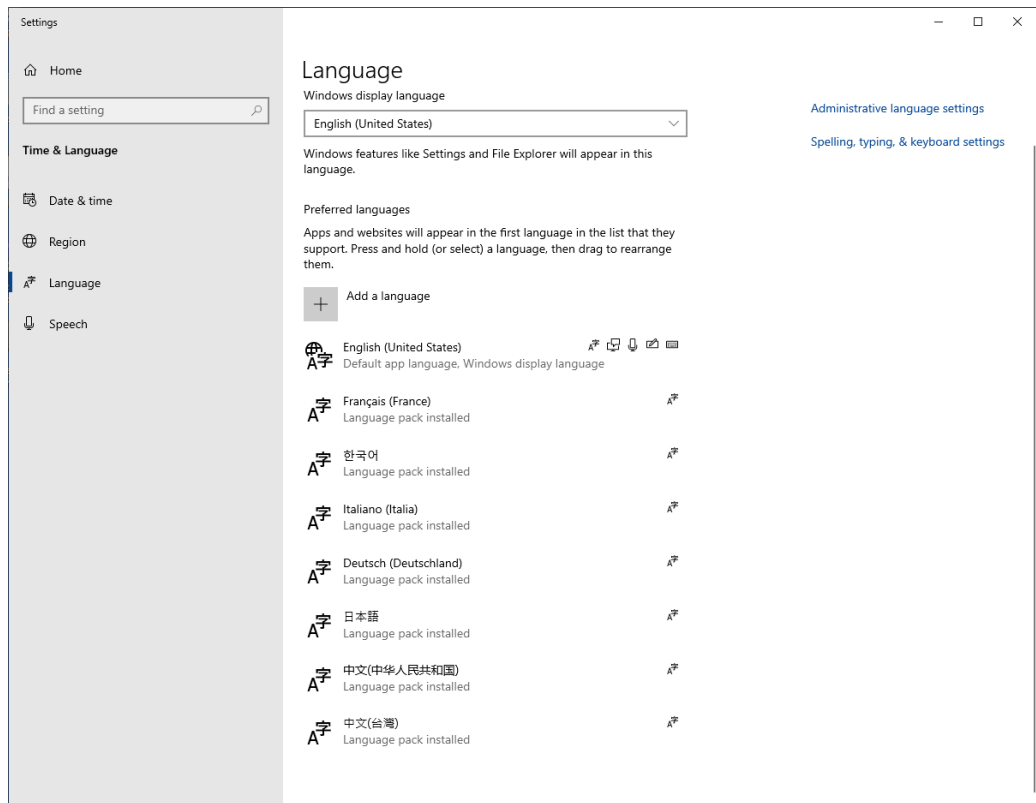 Settings
Home
Find a setting
Time & Language
Date & time
Region
Language
Speech
Language
Windows display language
English (United States)
Windows features like Settings and File Explorer will appear in this
language.
Preferred languages
Apps and websites will appear in the first language in the list that they
support. Press and hold (or select) a language, then drag to rearrange
them.
Add a language
English (United States)
Default app language, Windows display language
Français (France)
Language pack installed
한국어
Language pack installed
Italiano (Italia)
Language pack installed
Deutsch (Deutschland)
Language pack installed
日本語
Language pack installed
中文(中华人民共和国)
Language pack installed
中文(台灣)
Language pack installed
Administrative language settings
Spelling, typing, & keyboard settings